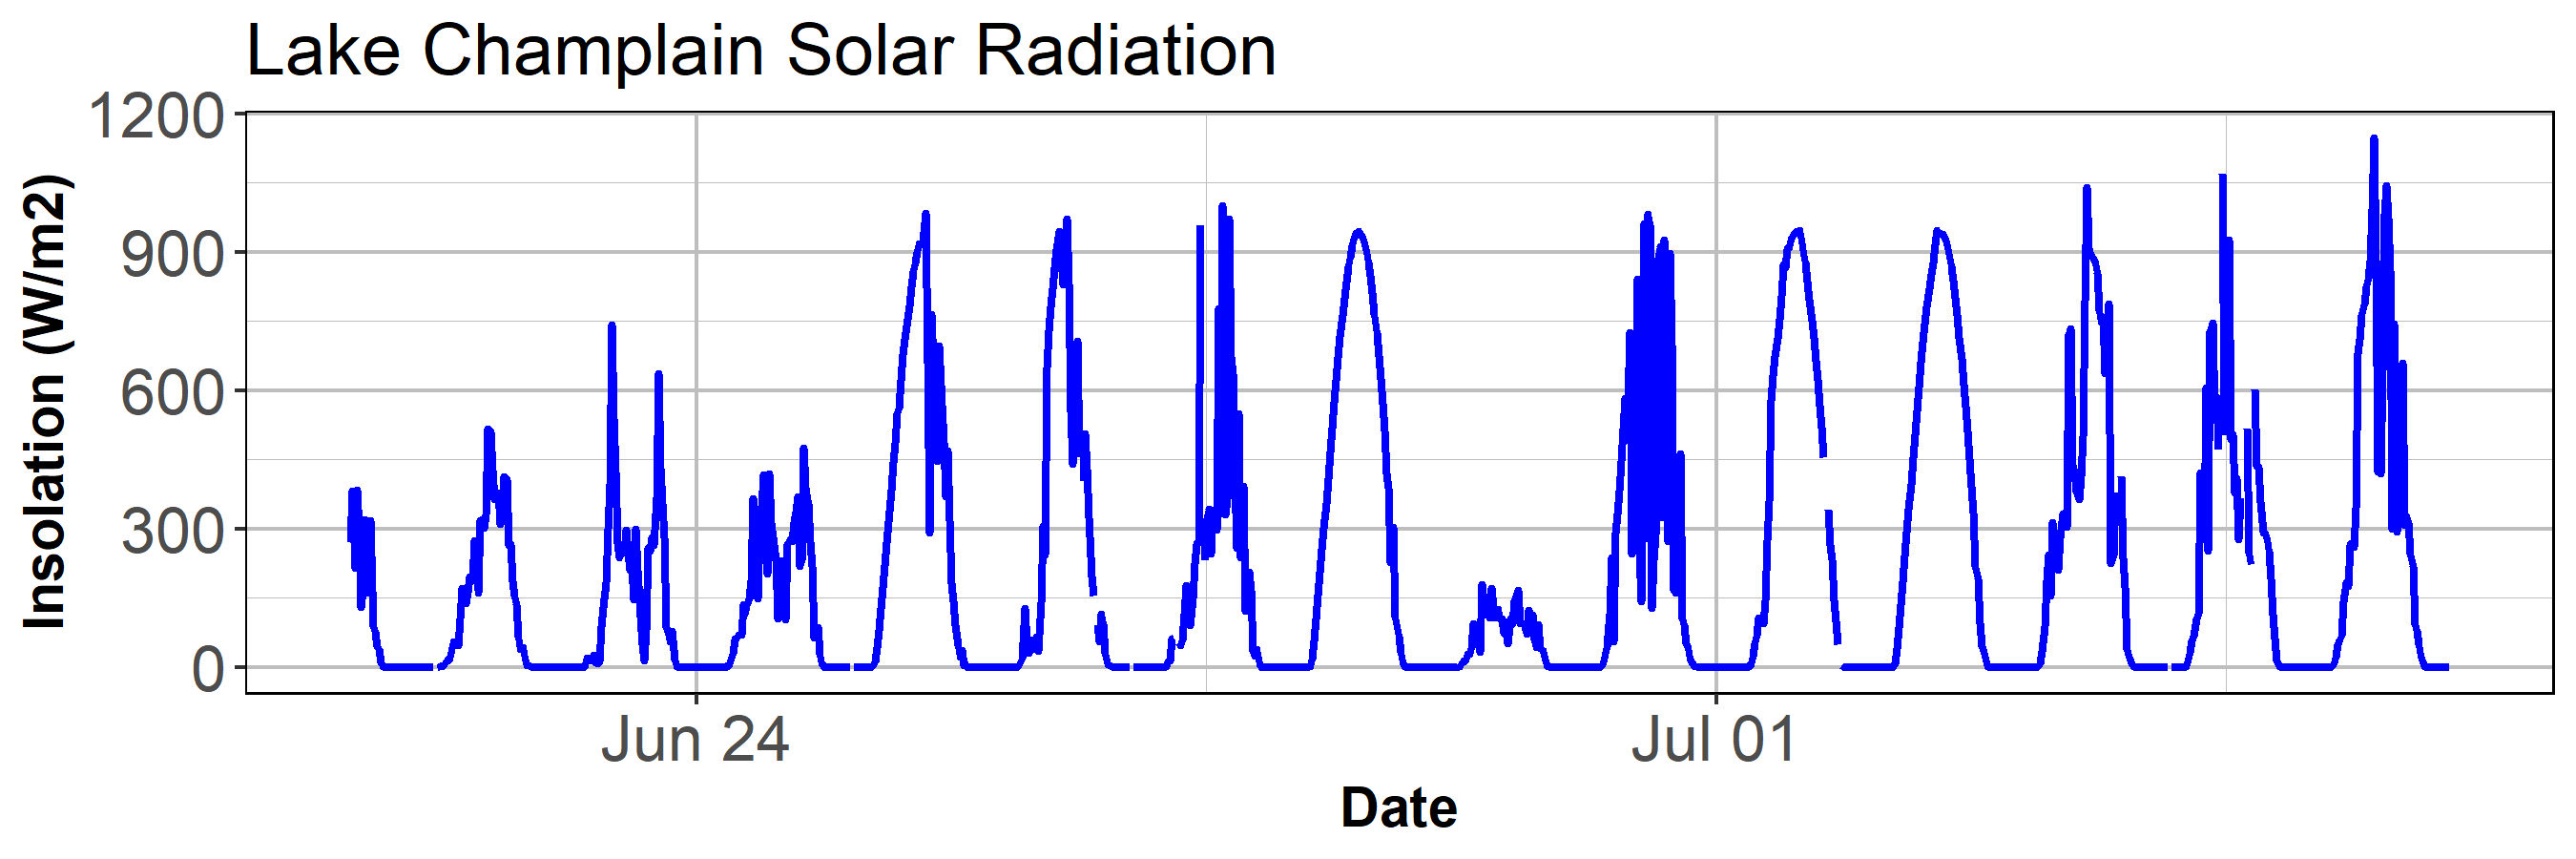 Lake Champlain Solar Radiation
1200
900
600
300
0
Insolation (W/m2)
Jun 24
Jul 01
Date